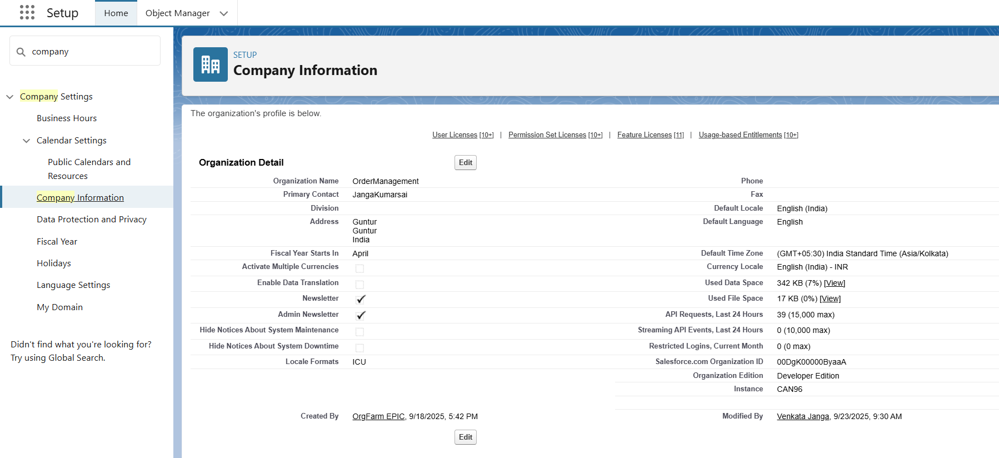 Setup
Home
Object Manager
company
Company Settings
Business Hours
Calendar Settings
Public Calendars and
Resources
Company Information
Data Protection and Privacy
Fiscal Year
Holidays
Language Settings
My Domain
Didn't find what you're looking for?
Try using Global Search.
SETUP
Company Information
The organization's profile is below.
User Licenses [10+] | Permission Set Licenses [10+] | Feature Licenses [11] | Usage-based Entitlements [10+]
Organization Detail
Edit
Organization Name OrderManagement
Phone
Primary Contact JangaKumarsai
Fax
Division
Default Locale English (India)
Address Guntur
Guntur
India
Default Language English
Fiscal Year Starts In April
Default Time Zone (GMT+05:30) India Standard Time (Asia/Kolkata)
Activate Multiple Currencies
Currency Locale English (India) - INR
Enable Data Translation
Used Data Space 342 KB (7%) [View]
Newsletter
Used File Space 17 KB (0%) [View]
Admin Newsletter
API Requests, Last 24 Hours 39 (15,000 max)
Hide Notices About System Maintenance
Streaming API Events, Last 24 Hours 0 (10,000 max)
Hide Notices About System Downtime
Restricted Logins, Current Month 0 (0 max)
Locale Formats ICU
Salesforce.com Organization ID 00DgK00000ByaaA
Organization Edition Developer Edition
Instance CAN96
Created By OrgFarm EPIC, 9/18/2025, 5:42 PM
Modified By Venkata Janga, 9/23/2025, 9:30 AM
Edit